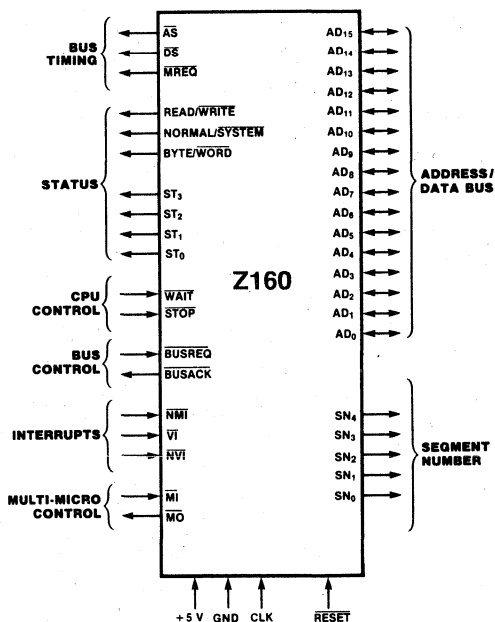 BUS
TIMING
AS
DS
MREQ
STATUS
READ/WRITE
NORMAL/SYSTEM
BYTE/WORD
ST3
ST2
ST1
ST0
CPU
CONTROL
WAIT
STOP
BUS
CONTROL
BUSREQ
BUSACK
INTERRUPTS
NMI
VI
NVI
MULTI-MICRO
CONTROL
MI
MO
Z160
AD15
AD14
AD13
AD12
AD11
AD10
AD9
AD8
AD7
AD6
AD5
AD4
AD3
AD2
AD1
AD0
ADDRESS/
DATA BUS
SN4
SN3
SN2
SN1
SN0
SEGMENT
NUMBER
+5 V GND CLK RESET